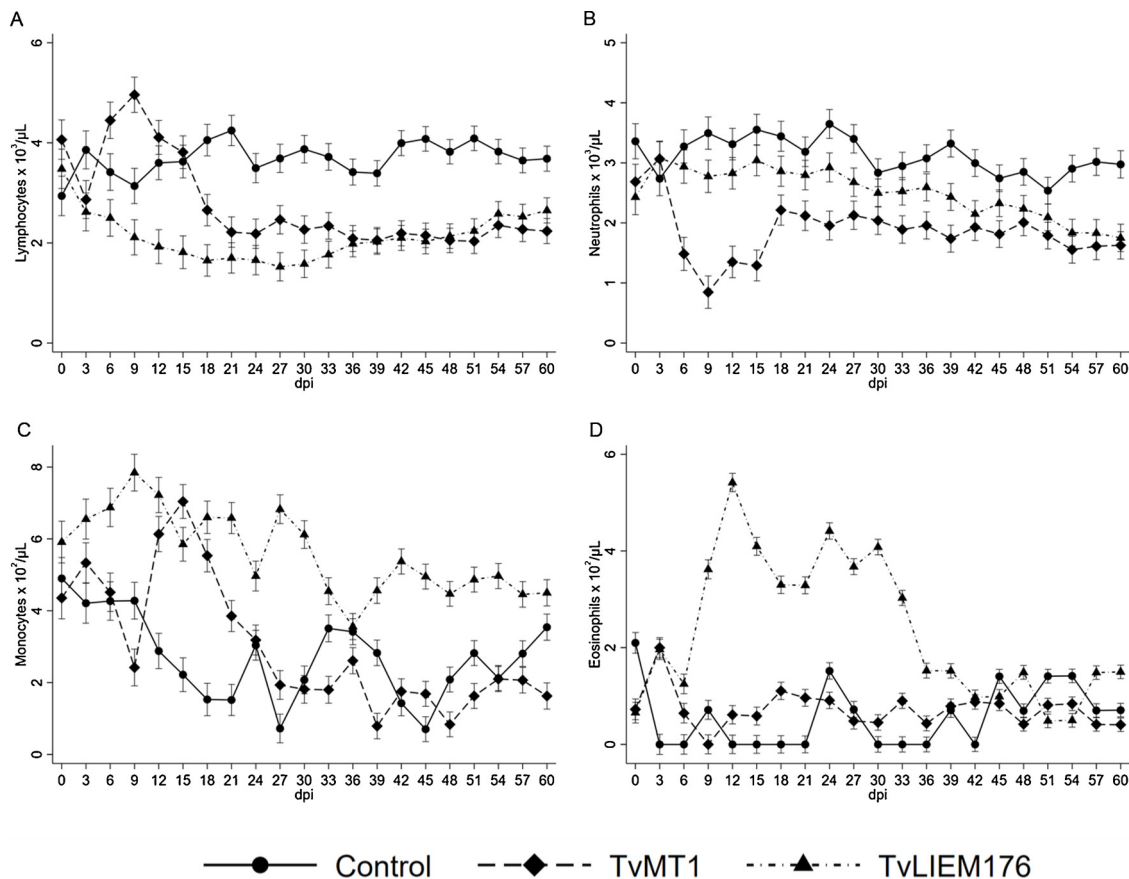 A
Lymphocytes x 10³/µL
6
4
2
0
0 3 6 9 12 15 18 21 24 27 30 33 36 39 42 45 48 51 54 57 60
dpi
B
Neutrophils x 10³/µL
5
4
3
2
1
0
0 3 6 9 12 15 18 21 24 27 30 33 36 39 42 45 48 51 54 57 60
dpi
C
Monocytes x 10²/µL
8
6
4
2
0
0 3 6 9 12 15 18 21 24 27 30 33 36 39 42 45 48 51 54 57 60
dpi
D
Eosinophils x 10²/µL
6
4
2
0
0 3 6 9 12 15 18 21 24 27 30 33 36 39 42 45 48 51 54 57 60
dpi
Control TvMT1 TvLIEM176